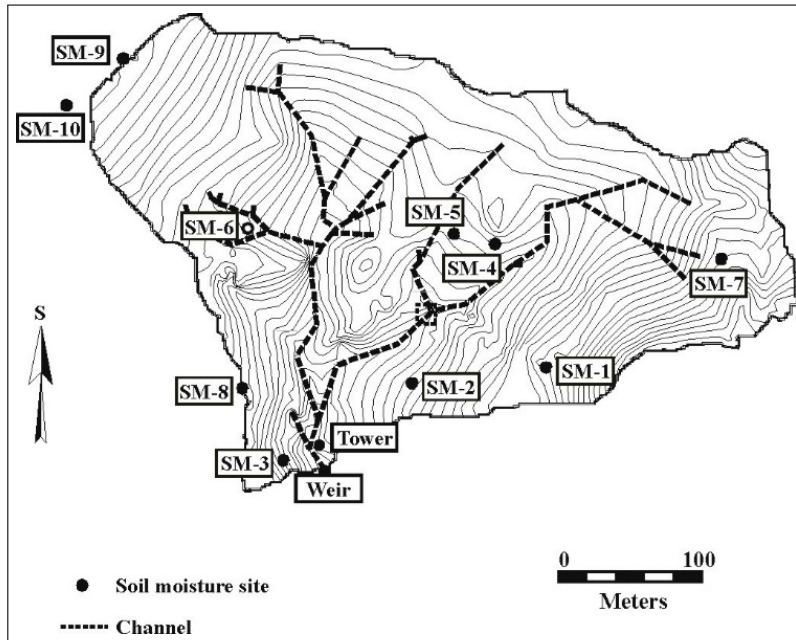 SM-9
SM-10
SM-6
SM-5
SM-4
SM-7
S
SM-8
SM-2
SM-1
Tower
SM-3
Weir
0 100
Meters
Soil moisture site
Channel